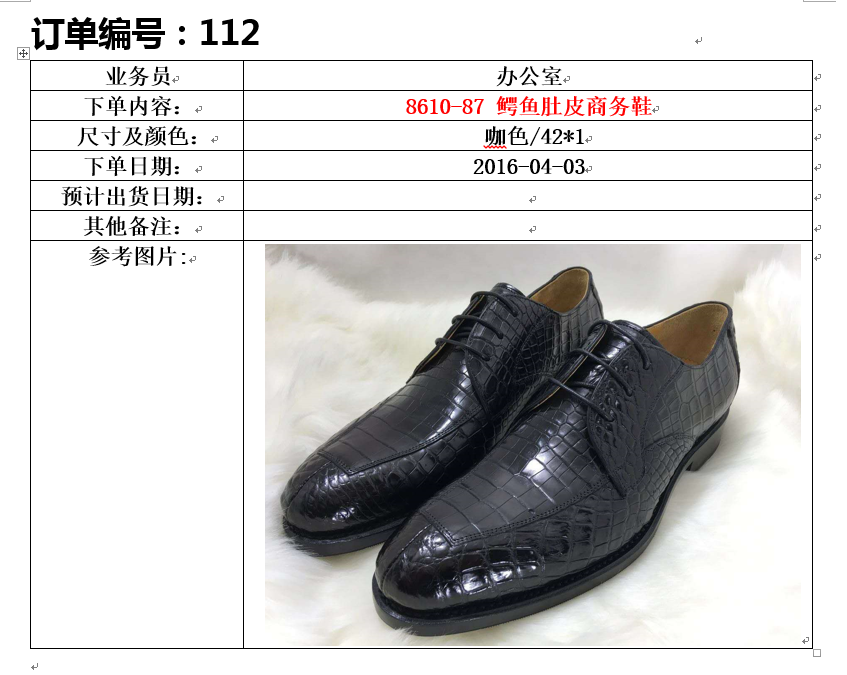 订单编号：112
业务员 办公室
下单内容： 8610-87 鳄鱼肚皮商务鞋
尺寸及颜色： 咖色/42*1
下单日期： 2016-04-03
预计出货日期：
其他备注：
参考图片: